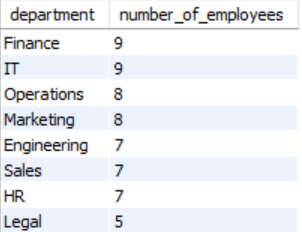 department number_of_employees
Finance 9
IT 9
Operations 8
Marketing 8
Engineering 7
Sales 7
HR 7
Legal 5